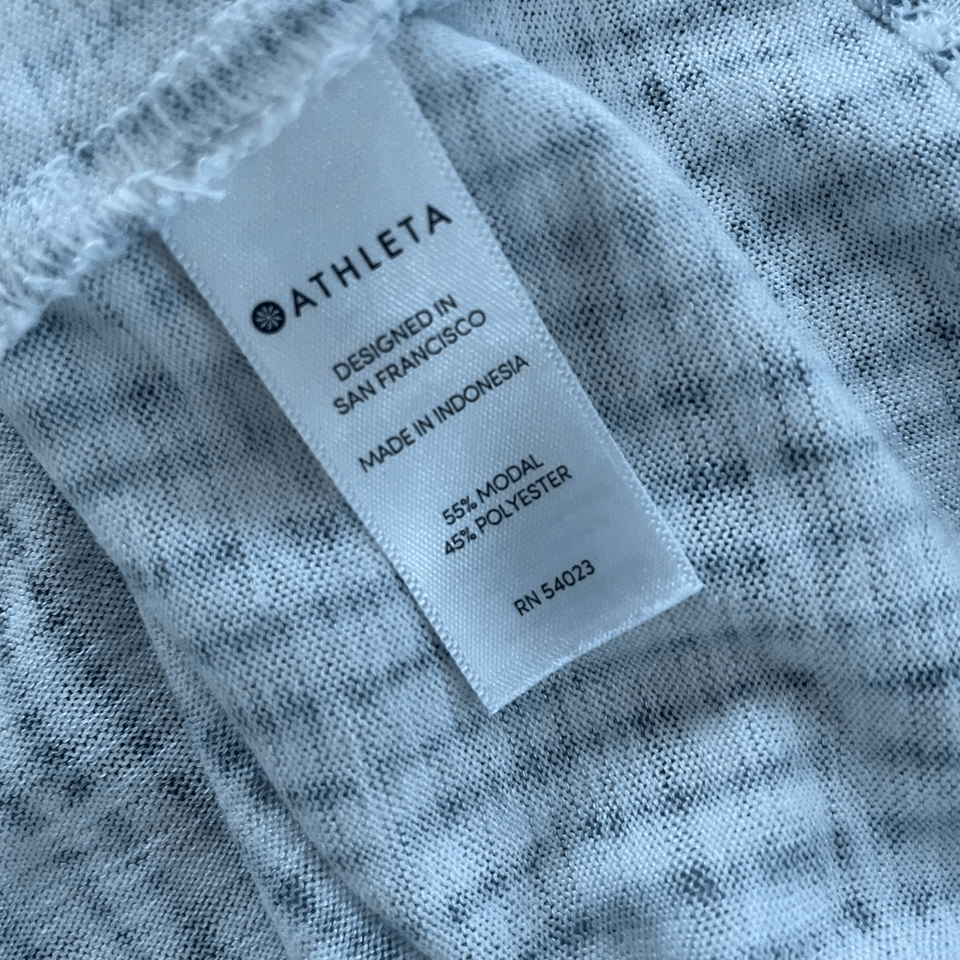 ATHLETA
DESIGNED IN
SAN FRANCISCO
MADE IN INDONESIA
55% MODAL
45% POLYESTER
RN 54023